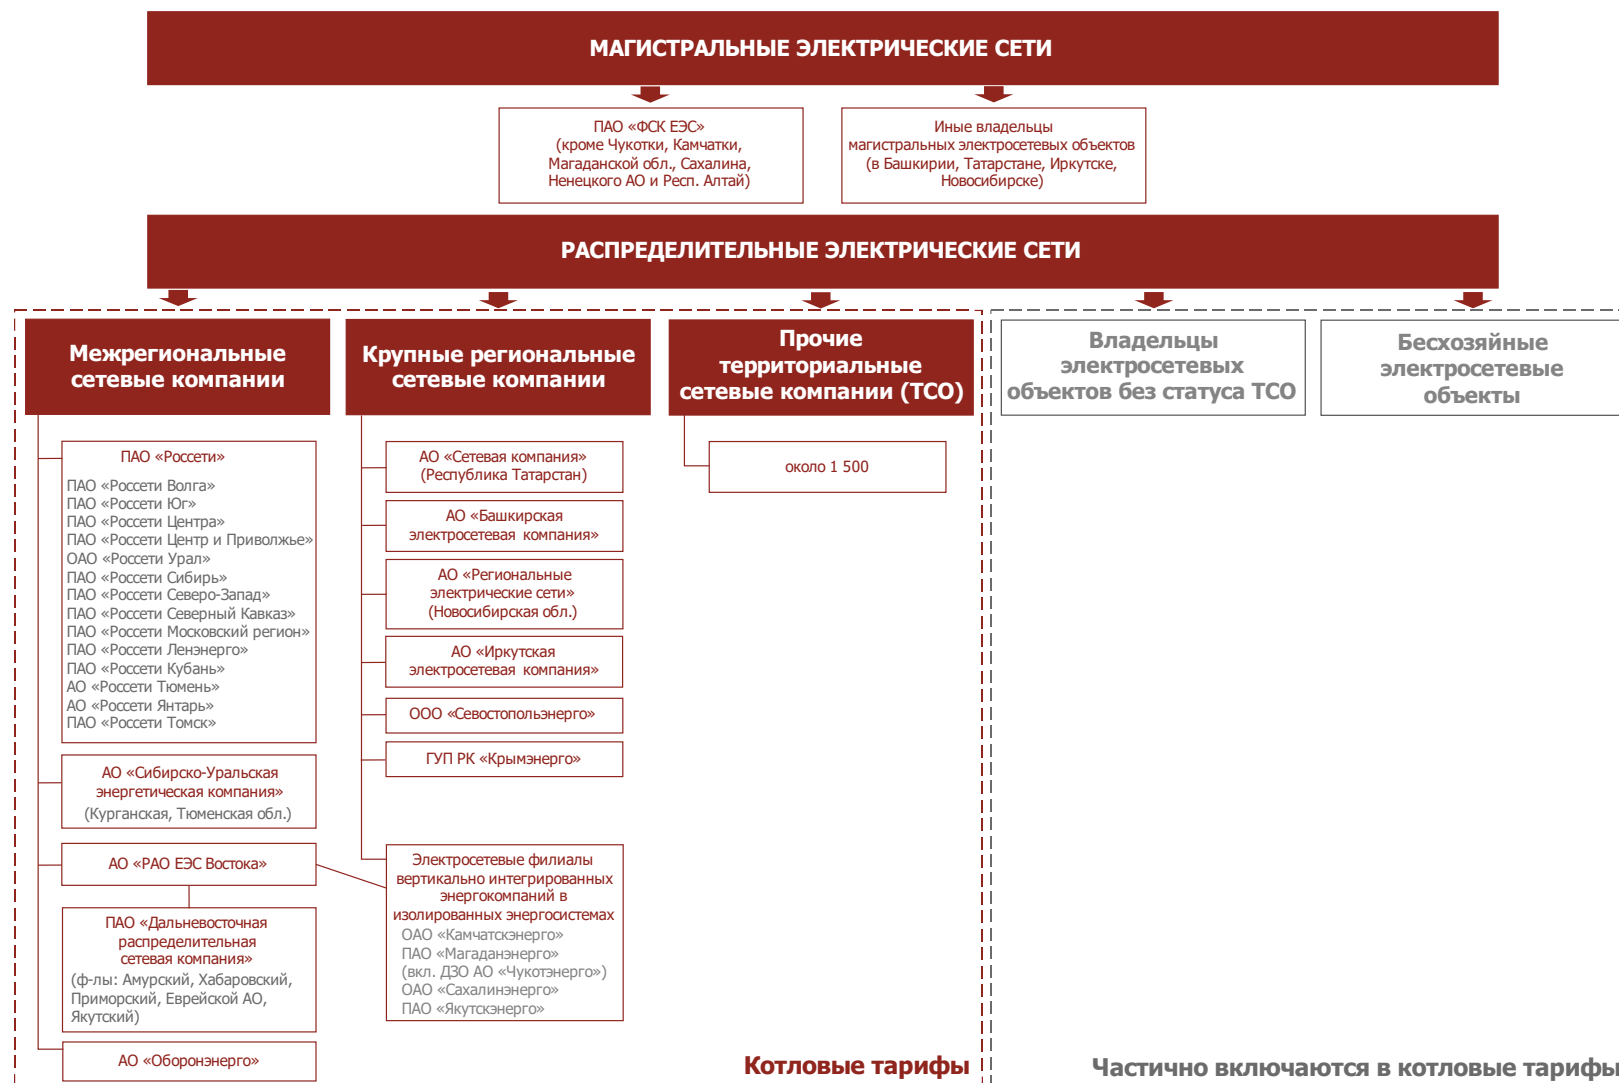 МАГИСТРАЛЬНЫЕ ЭЛЕКТРИЧЕСКИЕ СЕТИ
ПАО «ФСК ЕЭС»
(кроме Чукотки, Камчатки,
Магаданской обл., Сахалина,
Ненецкого АО и Респ. Алтай)
Иные владельцы
магистральных электросетевых объектов
(в Башкирии, Татарстане, Иркутске,
Новосибирске)
РАСПРЕДЕЛИТЕЛЬНЫЕ ЭЛЕКТРИЧЕСКИЕ СЕТИ
Межрегиональные
сетевые компании
ПАО «Россети»
ПАО «Россети Волга»
ПАО «Россети Юг»
ПАО «Россети Центра»
ПАО «Россети Центр и Приволжье»
ОАО «Россети Урал»
ПАО «Россети Сибирь»
ПАО «Россети Северо-Запад»
ПАО «Россети Северный Кавказ»
ПАО «Россети Московский регион»
ПАО «Россети Ленэнерго»
ПАО «Россети Кубань»
АО «Россети Тюмень»
АО «Россети Янтарь»
ПАО «Россети Томск»
АО «Сибирско-Уральская
энергетическая компания»
(Курганская, Тюменская обл.)
АО «РАО ЕЭС Востока»
ПАО «Дальневосточная
распределительная
сетевая компания»
(ф-лы: Амурский, Хабаровский,
Приморский, Еврейской АО,
Якутский)
АО «Оборонэнерго»
Крупные региональные
сетевые компании
АО «Сетевая компания»
(Республика Татарстан)
АО «Башкирская
электросетевая компания»
АО «Региональные
электрические сети»
(Новосибирская обл.)
АО «Иркутская
электросетевая компания»
ООО «Севостопольэнерго»
ГУП РК «Крымэнерго»
Электросетевые филиалы
вертикально интегрированных
энергокомпаний в
изолированных энергосистемах
ОАО «Камчатскэнерго»
ПАО «Магаданэнерго»
(вкл. ДЗО АО «Чукотэнерго»)
ОАО «Сахалинэнерго»
ПАО «Якутскэнерго»
Прочие
территориальные
сетевые компании (ТСО)
около 1 500
Котловые тарифы
Владельцы
электросетевых
объектов без статуса ТСО
Бесхозяйные
электросетевые
объекты
Частично включаются в котловые тарифы